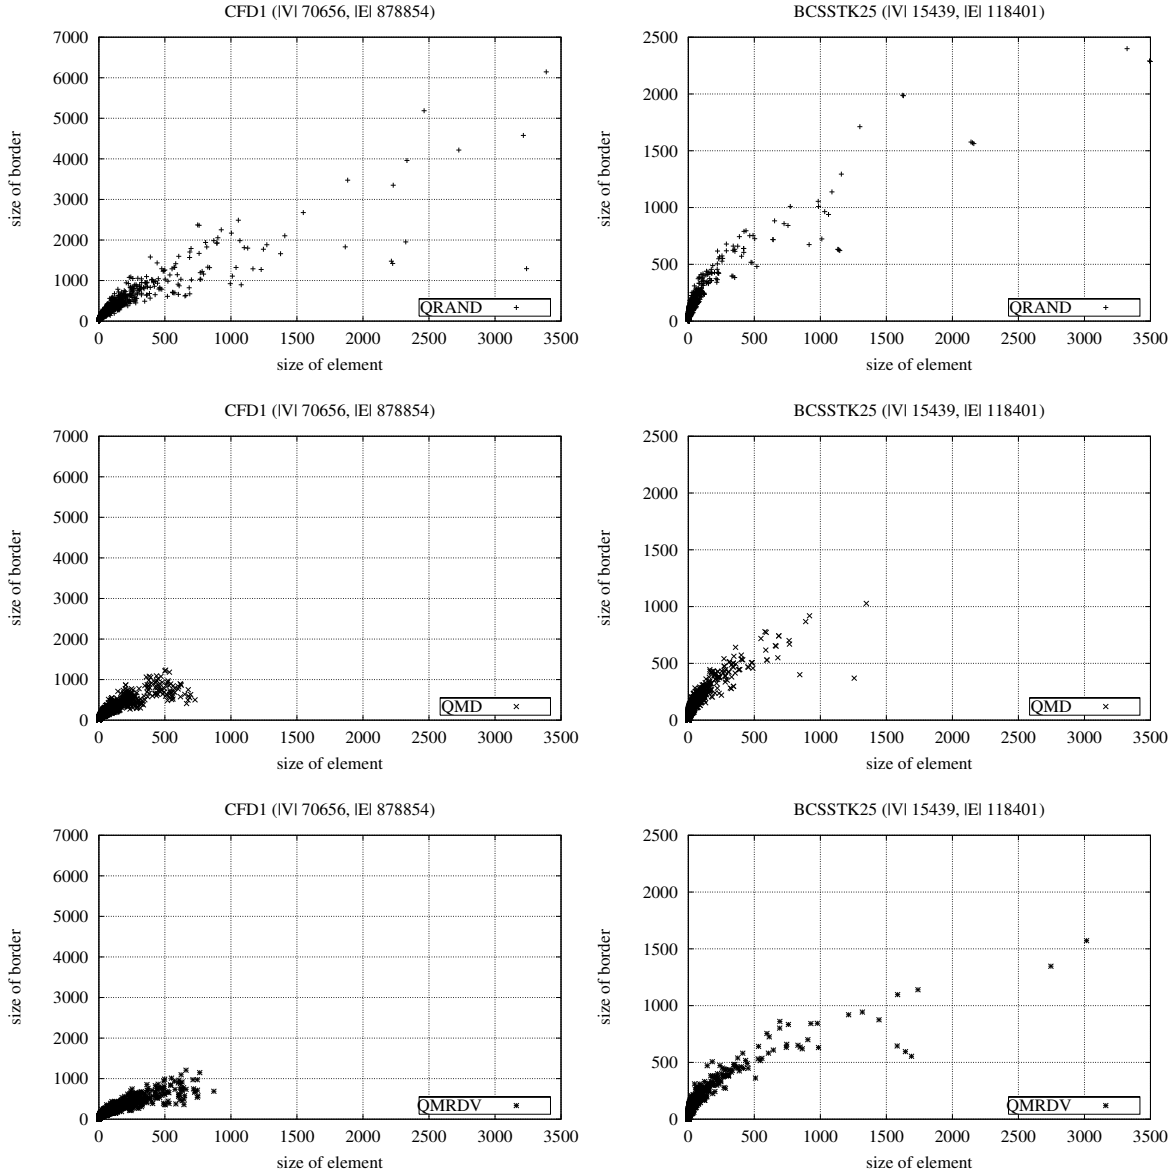 CFD1 (|V| 70656, |E| 878854)
7000
6000
5000
4000
3000
2000
1000
0
size of border
QRAND
0 500 1000 1500 2000 2500 3000 3500
size of element
BCSSTK25 (|V| 15439, |E| 118401)
2500
2000
1500
1000
500
0
size of border
QRAND
0 500 1000 1500 2000 2500 3000 3500
size of element
CFD1 (|V| 70656, |E| 878854)
7000
6000
5000
4000
3000
2000
1000
0
size of border
QMD
0 500 1000 1500 2000 2500 3000 3500
size of element
BCSSTK25 (|V| 15439, |E| 118401)
2500
2000
1500
1000
500
0
size of border
QMD
0 500 1000 1500 2000 2500 3000 3500
size of element
CFD1 (|V| 70656, |E| 878854)
7000
6000
5000
4000
3000
2000
1000
0
size of border
QMRDV
0 500 1000 1500 2000 2500 3000 3500
size of element
BCSSTK25 (|V| 15439, |E| 118401)
2500
2000
1500
1000
500
0
size of border
QMRDV
0 500 1000 1500 2000 2500 3000 3500
size of element